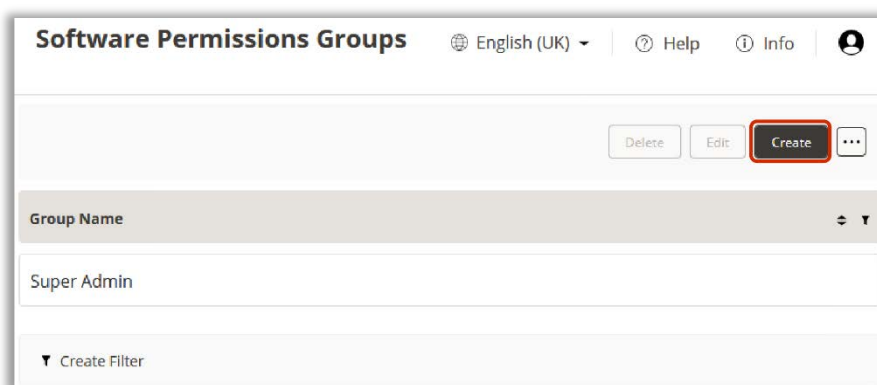 Software Permissions Groups English (UK) Help Info
Delete Edit Create ...
Group Name
Super Admin
Create Filter